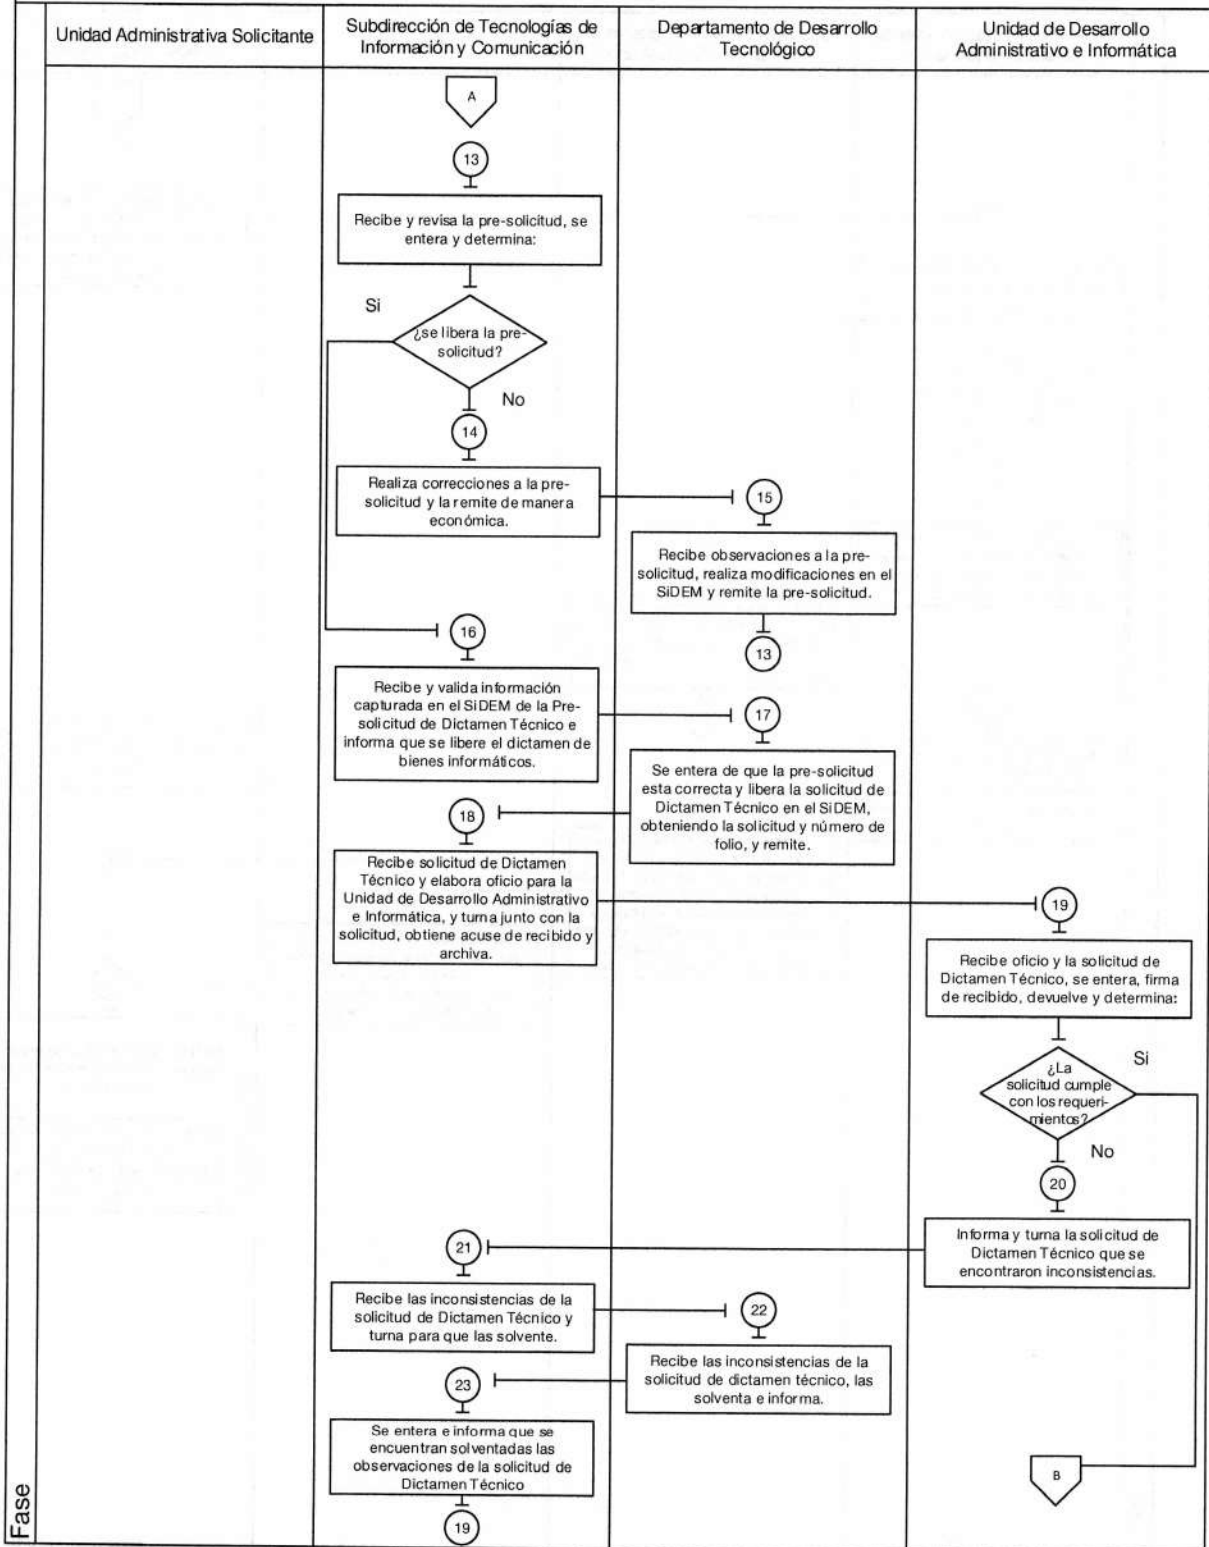 Unidad Administrativa Solicitante
Subdirección de Tecnologías de
Información y Comunicación
Departamento de Desarrollo
Tecnológico
Unidad de Desarrollo
Administrativo e Informática
A
13
Recibe y revisa la pre-solicitud, se
entera y determina:
Si
¿se libera la pre-
solicitud?
No
14
Realiza correcciones a la pre-
solicitud y la remite de manera
económica.
15
Recibe observaciones a la pre-
solicitud, realiza modificaciones en el
SiDEM y remite la pre-solicitud.
13
16
Recibe y valida información
capturada en el SiDEM de la Pre-
solicitud de Dictamen Técnico e
informa que se libere el dictamen de
bienes informáticos.
17
Se entera de que la pre-solicitud
esta correcta y libera la solicitud de
Dictamen Técnico en el SiDEM,
obteniendo la solicitud y número de
folio, y remite.
18
Recibe solicitud de Dictamen
Técnico y elabora oficio para la
Unidad de Desarrollo Administrativo
e Informática, y turna junto con la
solicitud, obtiene acuse de recibido y
archiva.
19
Recibe oficio y la solicitud de
Dictamen Técnico, se entera, firma
de recibido, devuelve y determina:
Si
¿La
solicitud cumple
con los requeri-
mientos?
No
20
Informa y turna la solicitud de
Dictamen Técnico que se
encontraron inconsistencias.
21
Recibe las inconsistencias de la
solicitud de Dictamen Técnico y
turna para que las solvente.
22
Recibe las inconsistencias de la
solicitud de dictamen técnico, las
solventa e informa.
23
Se entera e informa que se
encuentran solventadas las
observaciones de la solicitud de
Dictamen Técnico
19
B
Fase